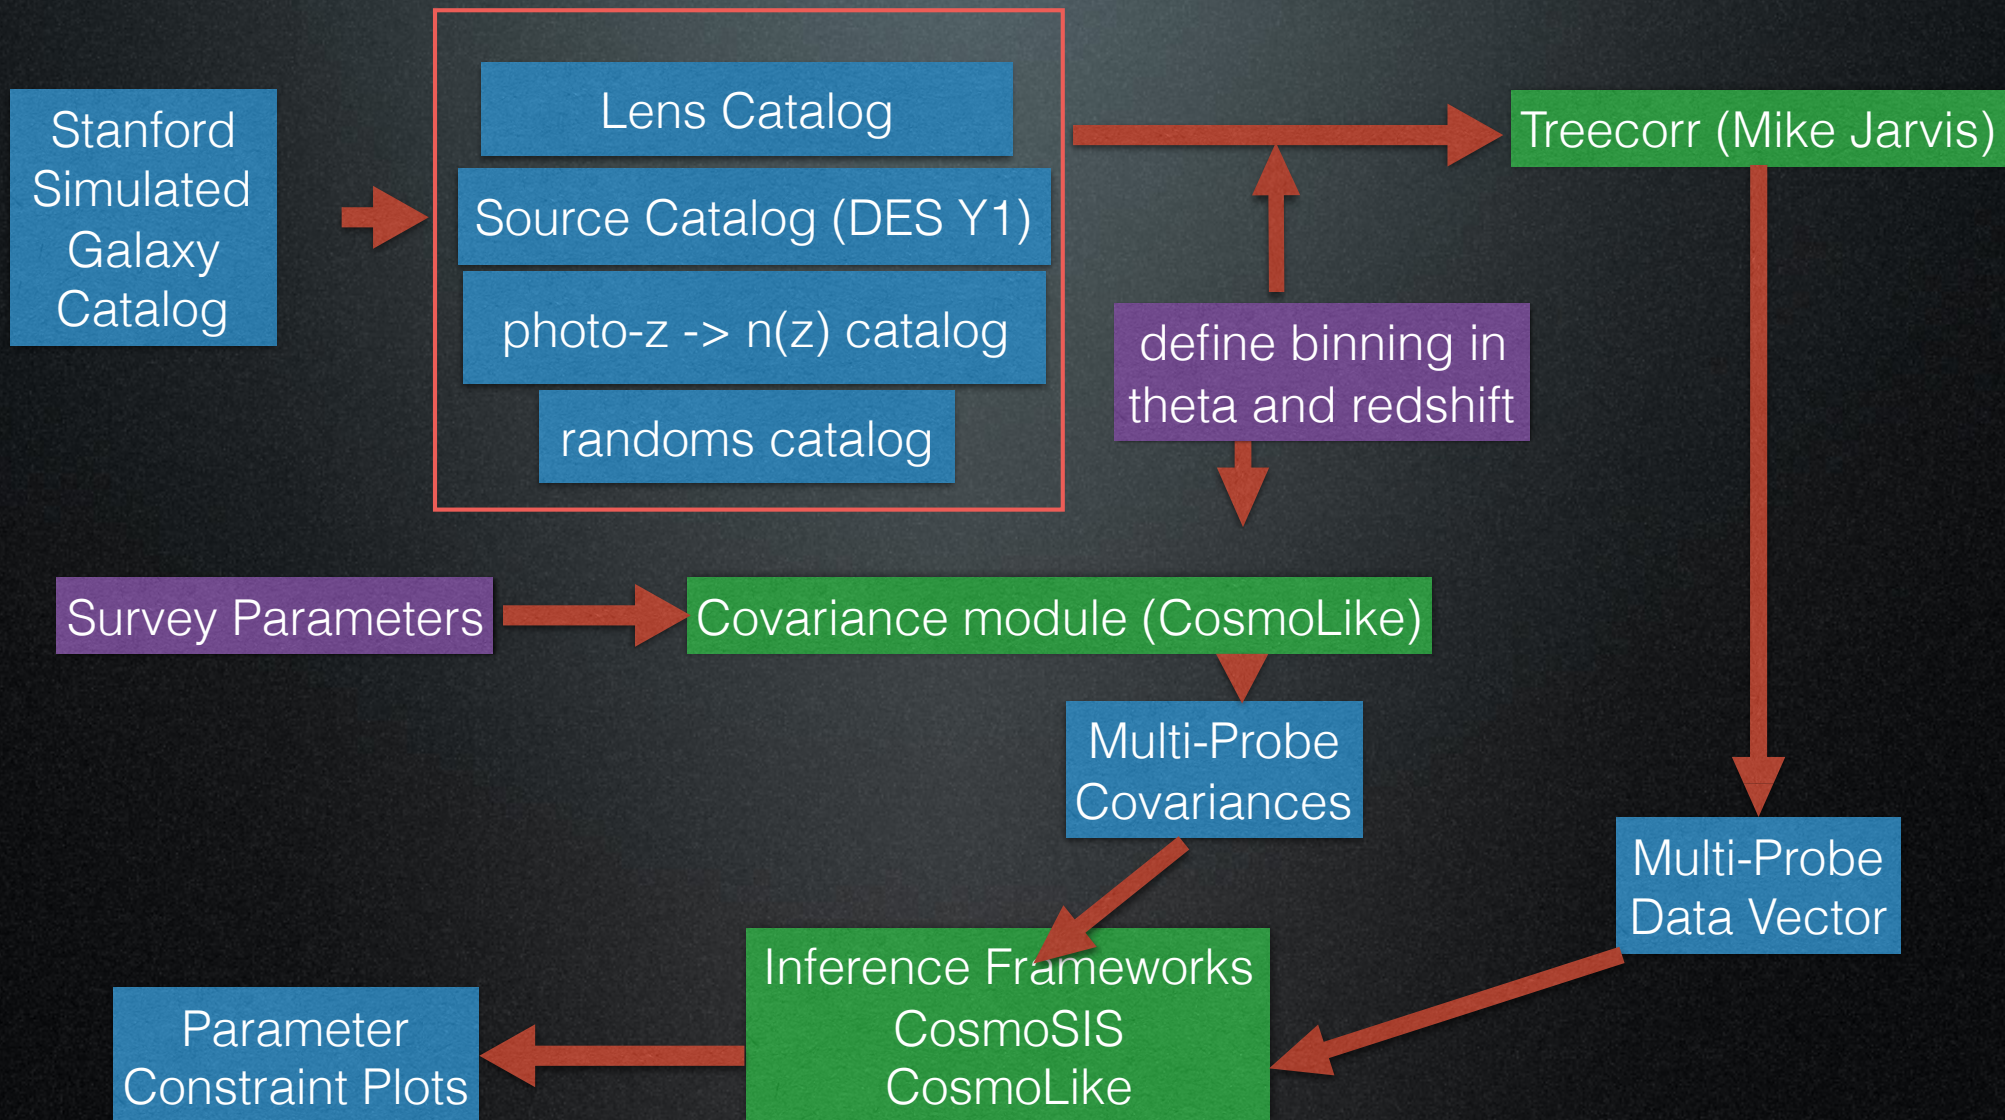 Stanford
Simulated
Galaxy
Catalog
Lens Catalog
Source Catalog (DES Y1)
photo-z -> n(z) catalog
randoms catalog
Treecorr (Mike Jarvis)
define binning in
theta and redshift
Survey Parameters
Covariance module (CosmoLike)
Multi-Probe
Covariances
Multi-Probe
Data Vector
Inference Frameworks
CosmoSIS
CosmoLike
Parameter
Constraint Plots